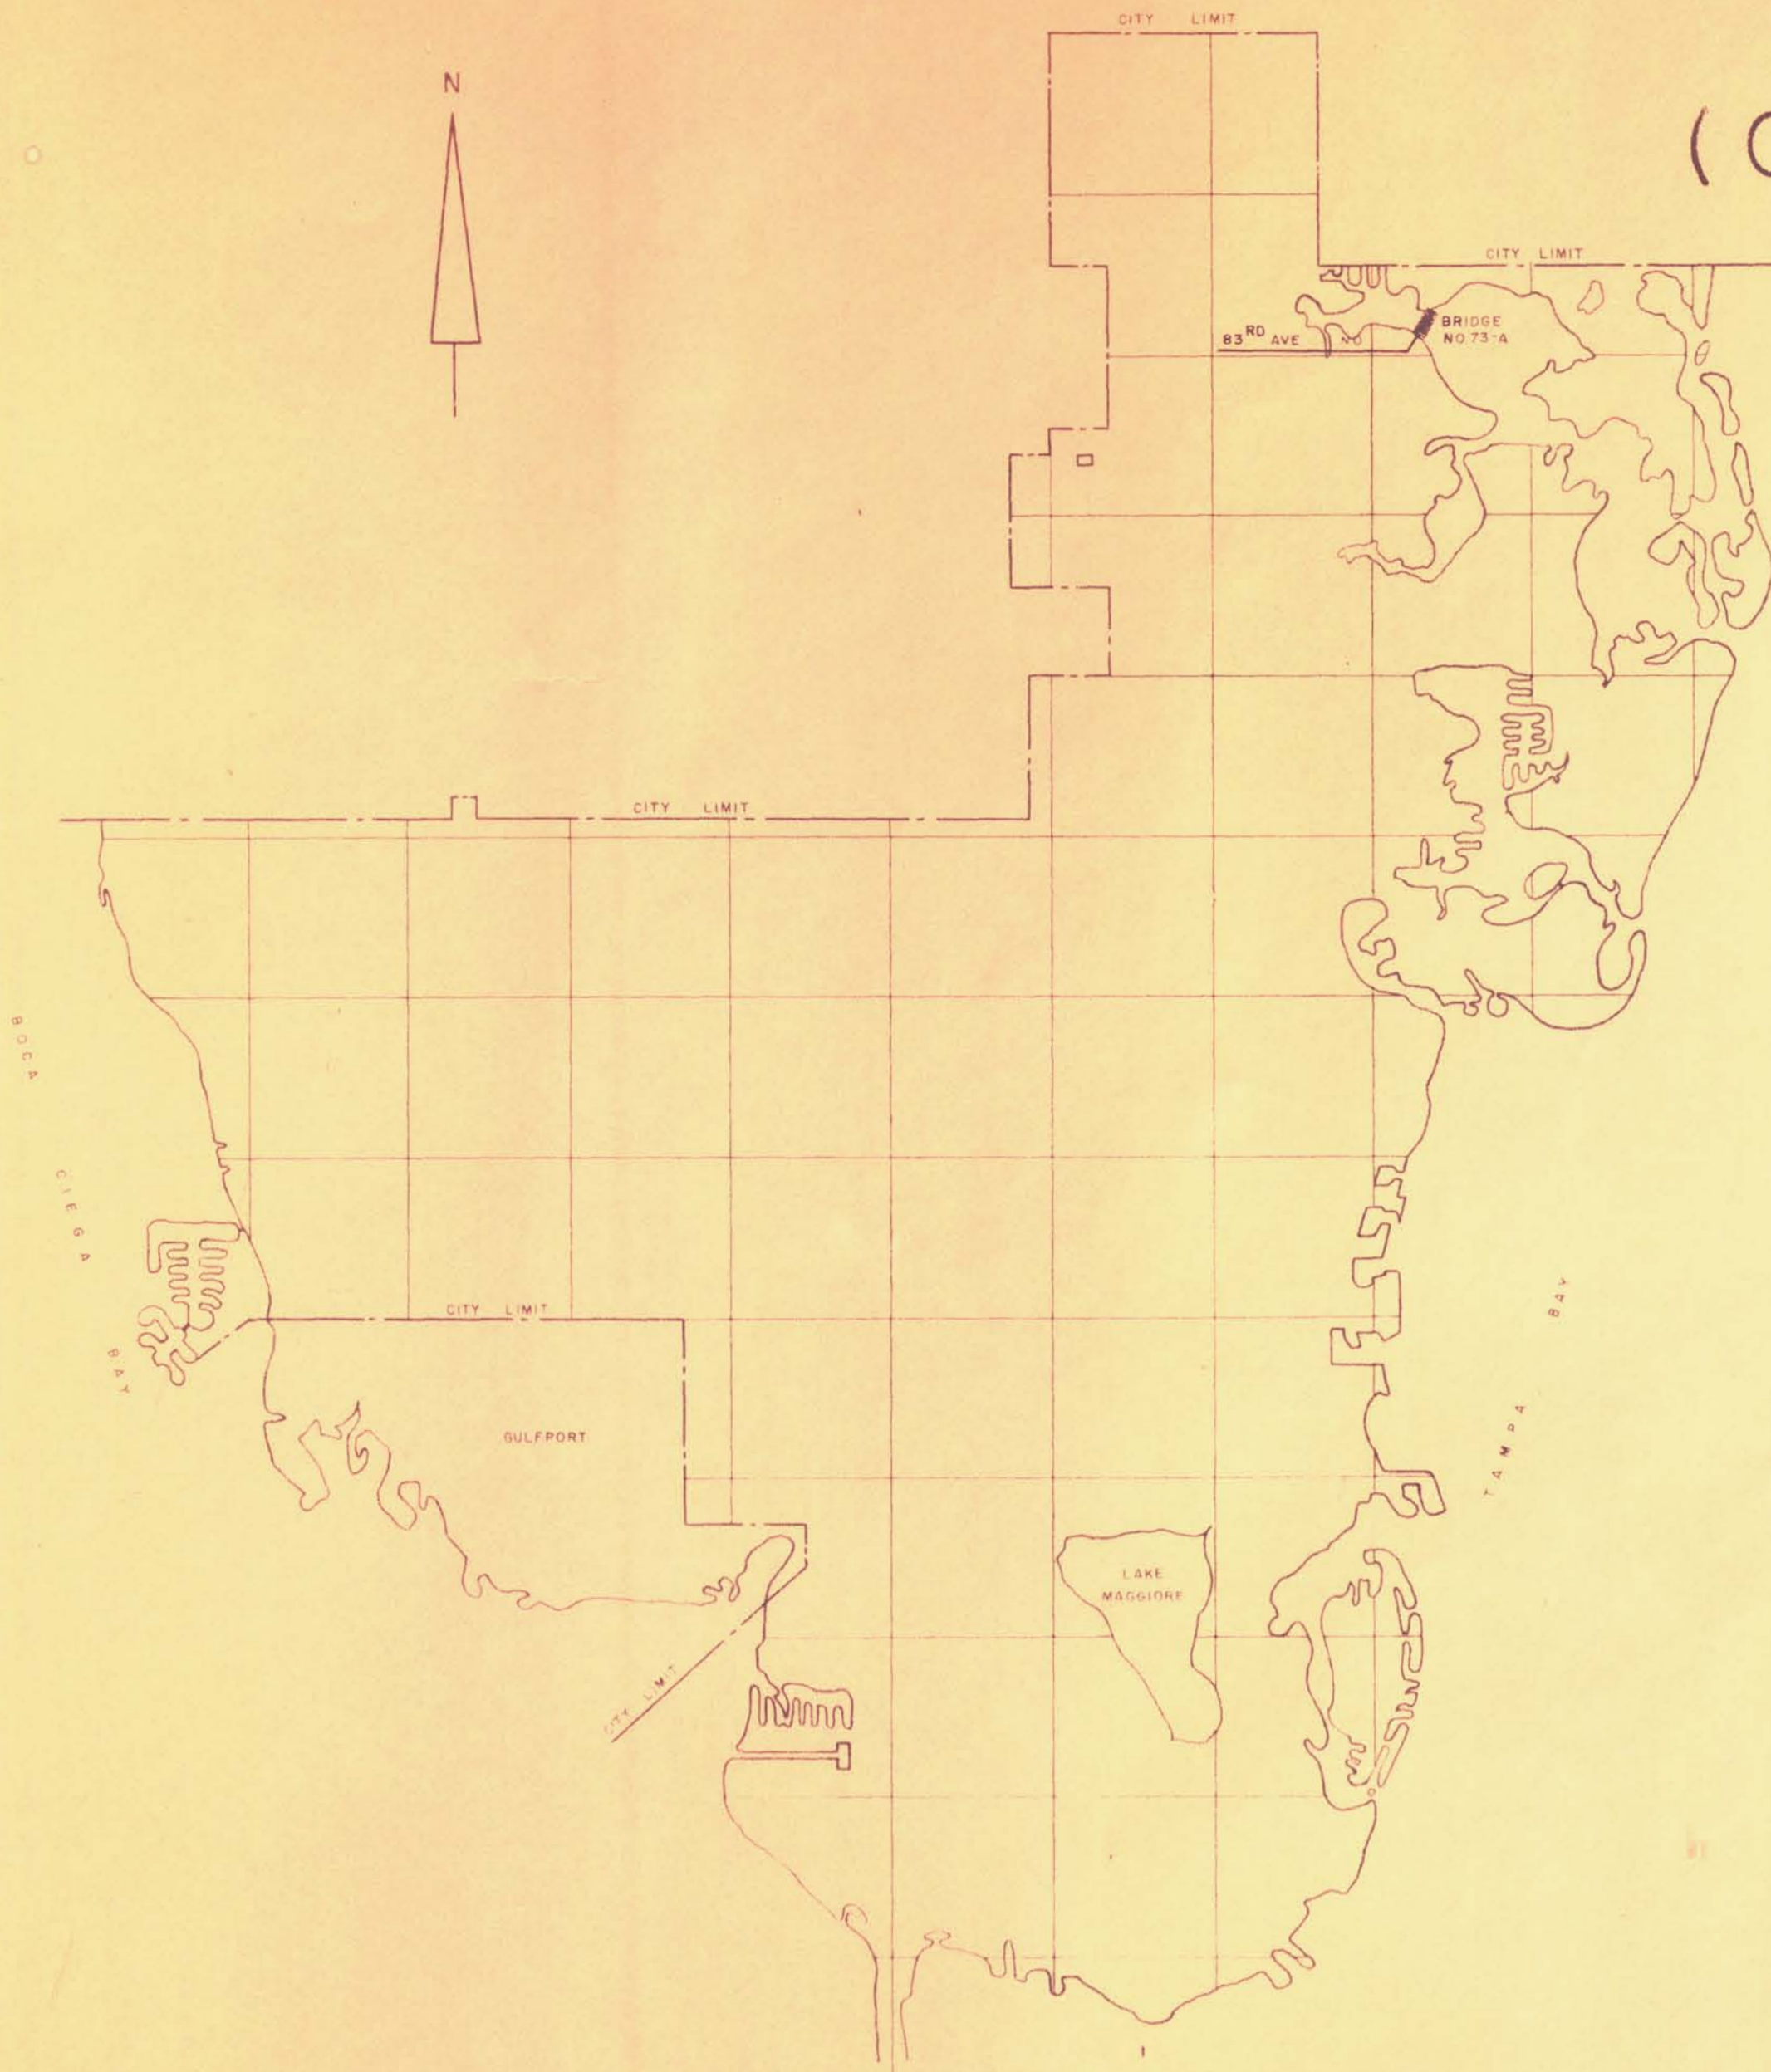 CITY LIMIT
N
(
CITY LIMIT
83RD AVE NO
BRIDGE
NO.73-A
CITY LIMIT
BOCA
CIEGA
BAY
CITY LIMIT
GULFPORT
TAMPA BAY
LAKE
MAGGIORE
CITY LIMIT